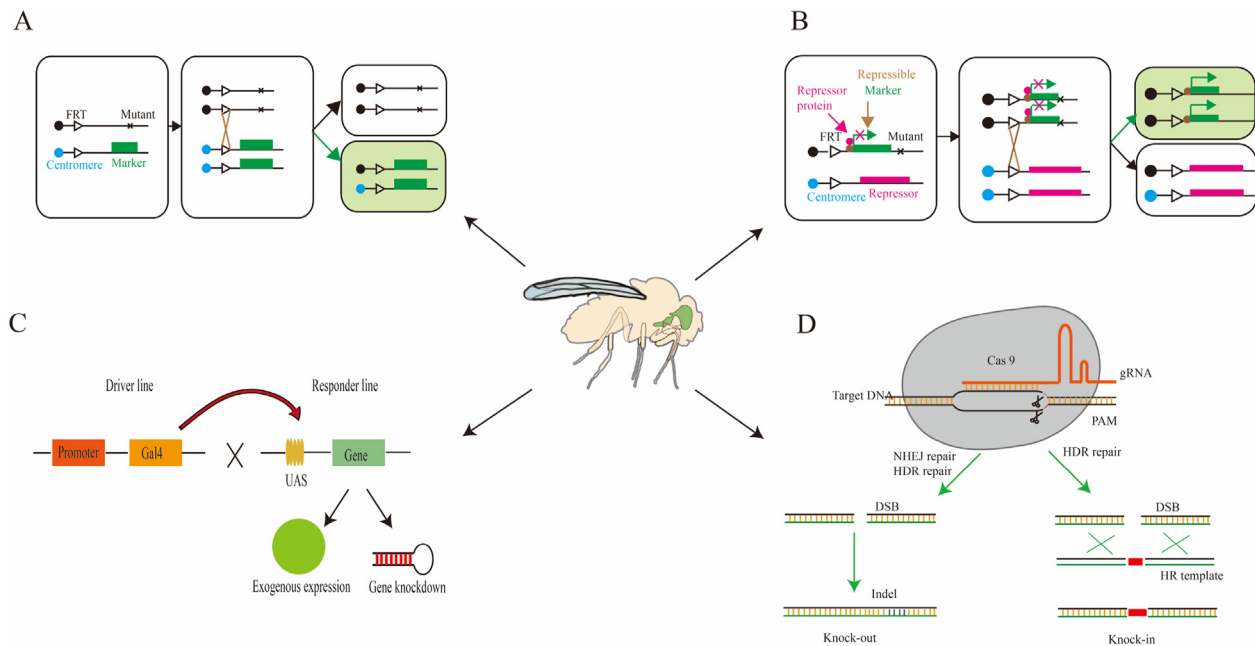 A
FRT
Mutant
Centromere
Marker
B
Repressible
Marker
Repressor
protein
FRT
Mutant
Centromere
Repressor
C
Driver line
Responder line
Promoter
Gal4
UAS
Gene
Exogenous expression
Gene knockdown
D
Cas 9
gRNA
Target DNA
PAM
NHEJ repair
HDR repair
HDR repair
DSB
DSB
HR template
Indel
Knock-out
Knock-in